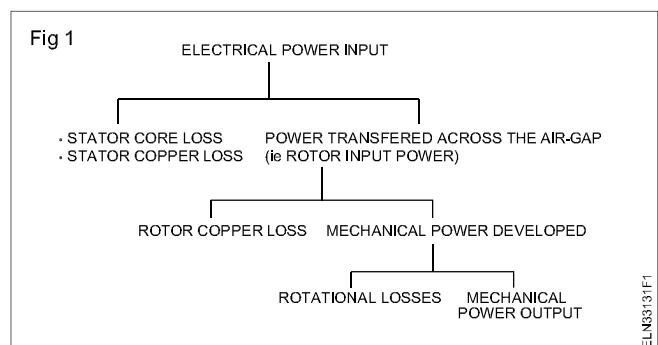 Fig 1
ELECTRICAL POWER INPUT
• STATOR CORE LOSS
• STATOR COPPER LOSS
POWER TRANSFERED ACROSS THE AIR-GAP
(ie ROTOR INPUT POWER)
ROTOR COPPER LOSS
MECHANICAL POWER DEVELOPED
ROTATIONAL LOSSES
MECHANICAL
POWER OUTPUT
ELN33131F1